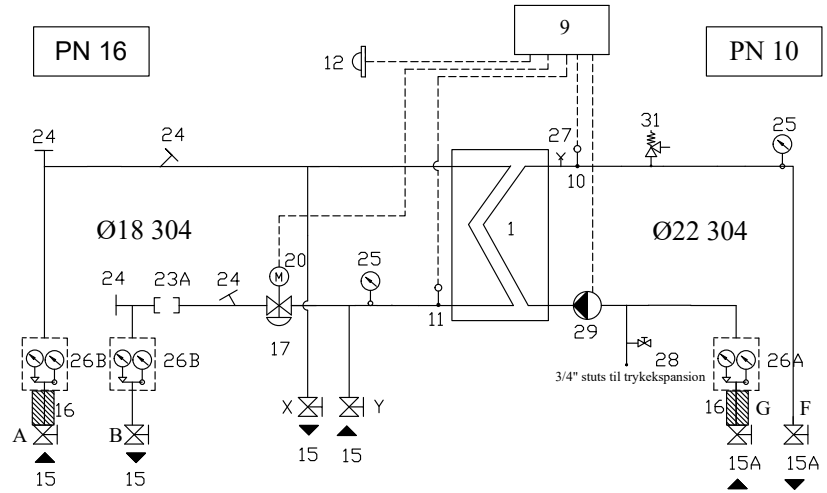 PN 16
9
PN 10
12
24
24
27
31
25
10
Ø18 304
1
Ø22 304
20
25
24
23A
24
M
11
17
29
26B
26B
28
26A
3/4" stuts til trykekspansion
16
X
Y
16
G
F
A
B
15
15
15
15
15A
15A